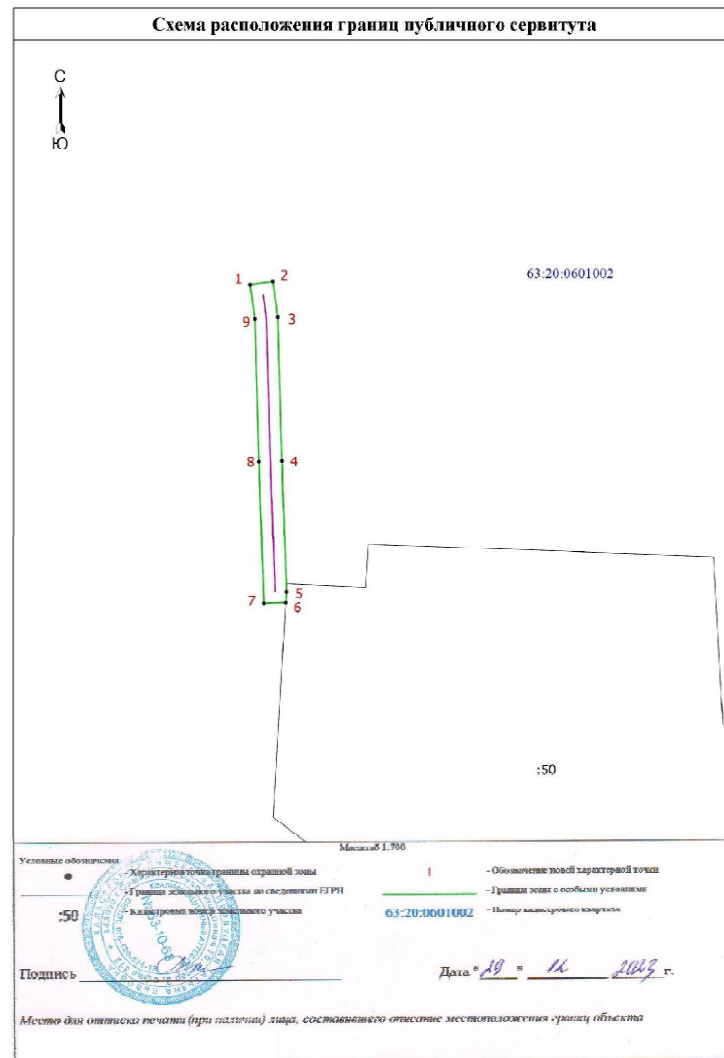 Схема расположения границ публичного сервитута
С
Ю
63:20:0601002
1
2
9
3
8
4
5
7
6
:50
Масштаб 1:700
Условные обозначения
- Характерная точка границы охранной зоны
1 - Обозначение новой характерной точки
- Граница земельного участка по сведениям ЕГРН
- Граница зоны с особыми условиями
:50 - Кадастровый номер земельного участка
63:20:0601002 - Номер кадастрового квартала
Подпись
Дата " 29 " 12 2023 г.
Место для оттиска печати (при наличии) лица, составившего описание местоположения границ объекта